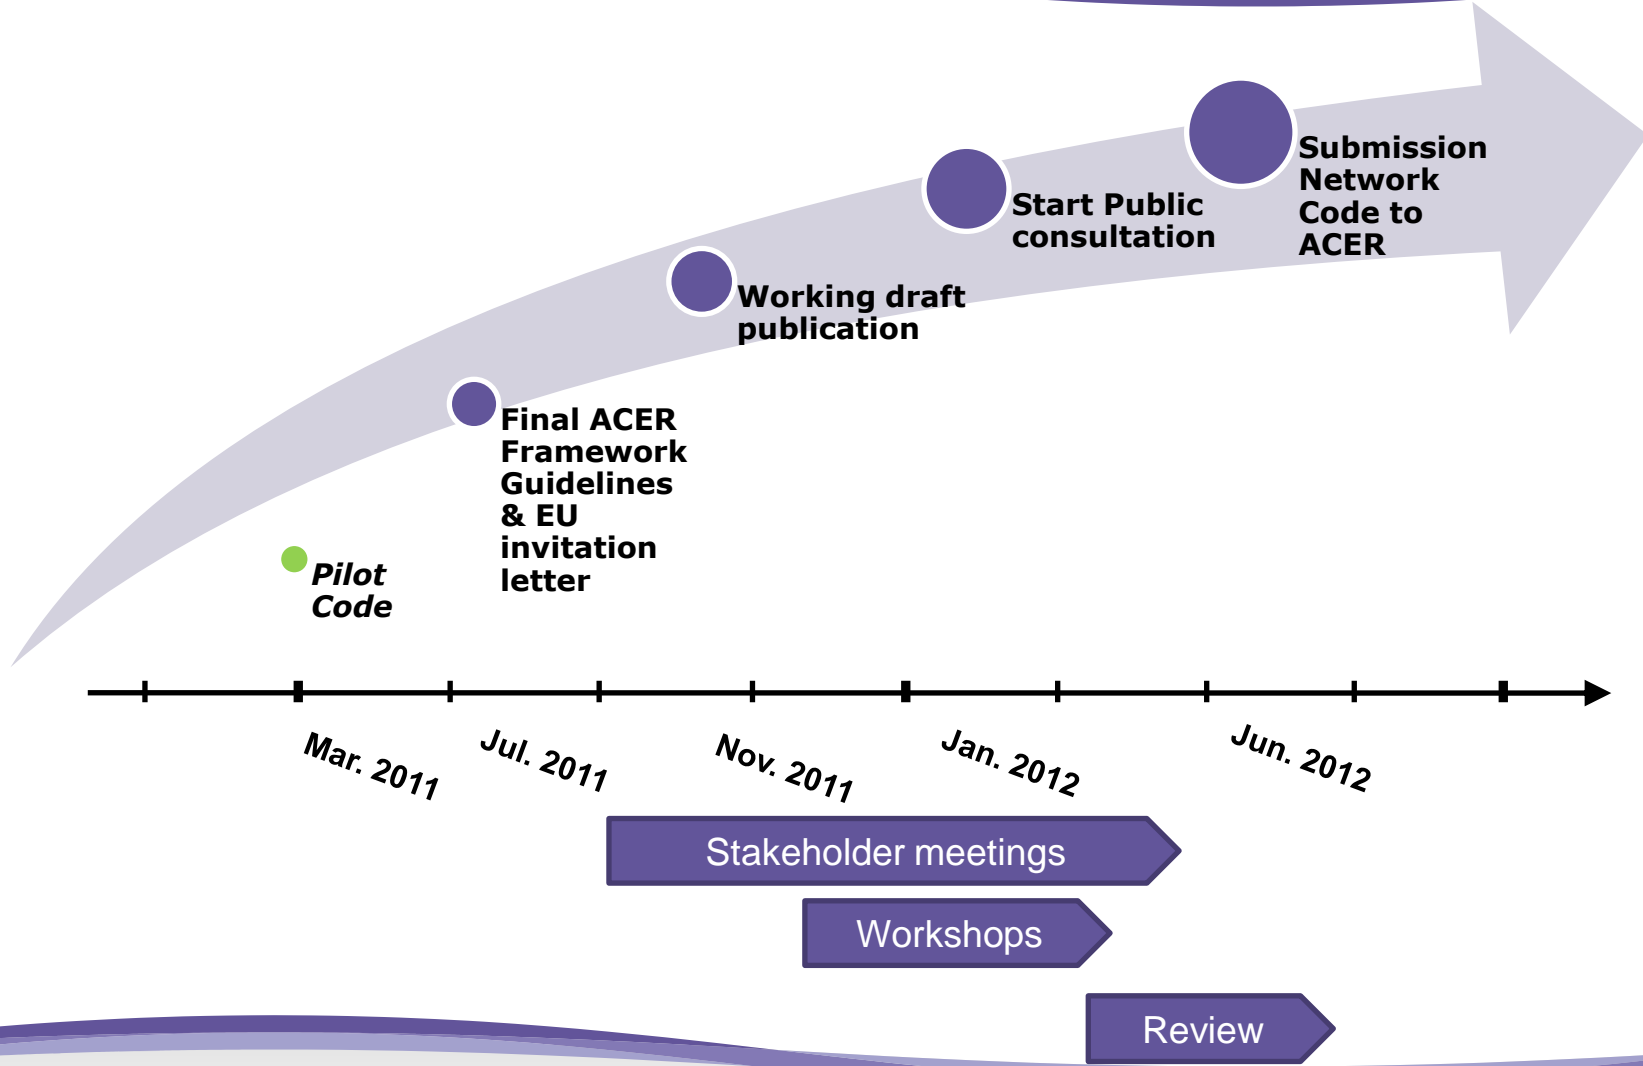 Submission
Network
Code to
ACER
Start Public
consultation
Working draft
publication
Final ACER
Framework
Guidelines
& EU
invitation
letter
Pilot
Code
Mar. 2011
Jul. 2011
Nov. 2011
Jan. 2012
Jun. 2012
Stakeholder meetings
Workshops
Review